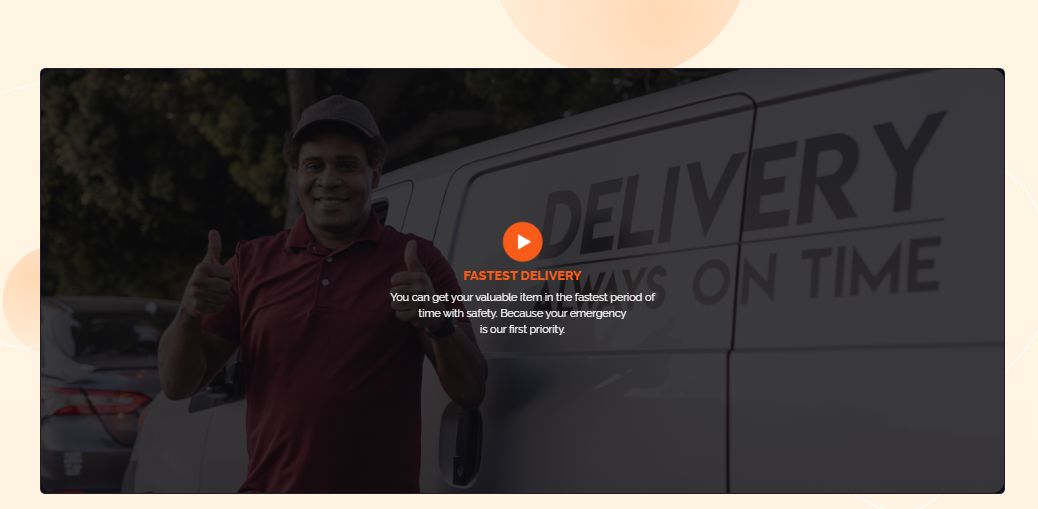 DELIVERY
ALWAYS ON TIME
FASTEST DELIVERY
You can get your valuable item in the fastest period of
time with safety. Because your emergency
is our first priority.